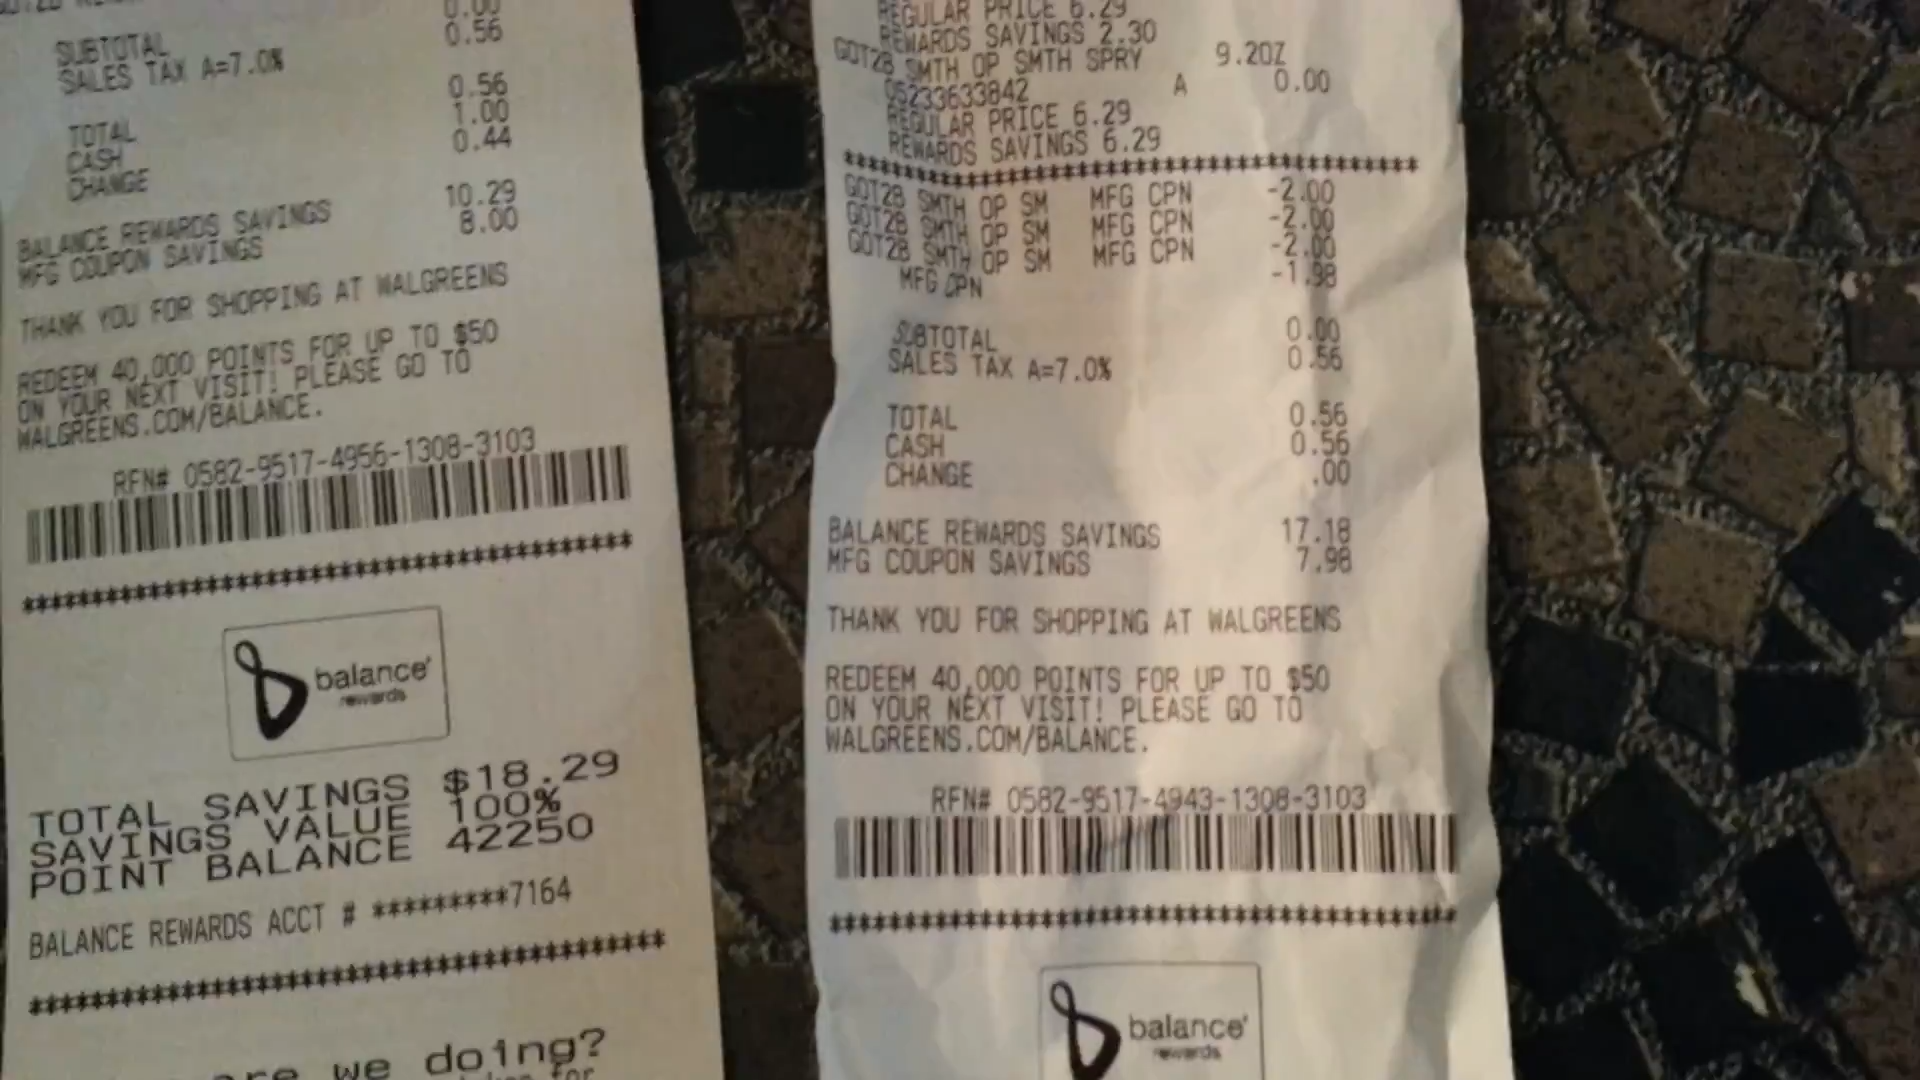 0.00
SUBTOTAL 0.56
SALES TAX A=7.0%
0.56
TOTAL 1.00
CASH 0.44
CHANGE
10.29
BALANCE REWARDS SAVINGS 8.00
MFG COUPON SAVINGS
THANK YOU FOR SHOPPING AT WALGREENS
REDEEM 40,000 POINTS FOR UP TO $50
ON YOUR NEXT VISIT! PLEASE GO TO
WALGREENS.COM/BALANCE.
RFN# 0582-9517-4956-1308-3103
****************************************
balance'
rewards
TOTAL SAVINGS $18.29
SAVINGS VALUE 100%
POINT BALANCE 42250
BALANCE REWARDS ACCT # *********7164
****************************************
are we doing?
for
REGULAR PRICE 6.29
REWARDS SAVINGS 2.30
GOT2B SMTH OP SMTH SPRY 9.2OZ
05233633842 A 0.00
REGULAR PRICE 6.29
REWARDS SAVINGS 6.29
****************************************
GOT2B SMTH OP SM MFG CPN -2.00
GOT2B SMTH OP SM MFG CPN -2.00
GOT2B SMTH OP SM MFG CPN -2.00
MFG CPN -1.98
SUBTOTAL 0.00
SALES TAX A=7.0% 0.56
TOTAL 0.56
CASH 0.56
CHANGE .00
BALANCE REWARDS SAVINGS 17.18
MFG COUPON SAVINGS 7.98
THANK YOU FOR SHOPPING AT WALGREENS
REDEEM 40,000 POINTS FOR UP TO $50
ON YOUR NEXT VISIT! PLEASE GO TO
WALGREENS.COM/BALANCE.
RFN# 0582-9517-4943-1308-3103
****************************************
balance'
rewards